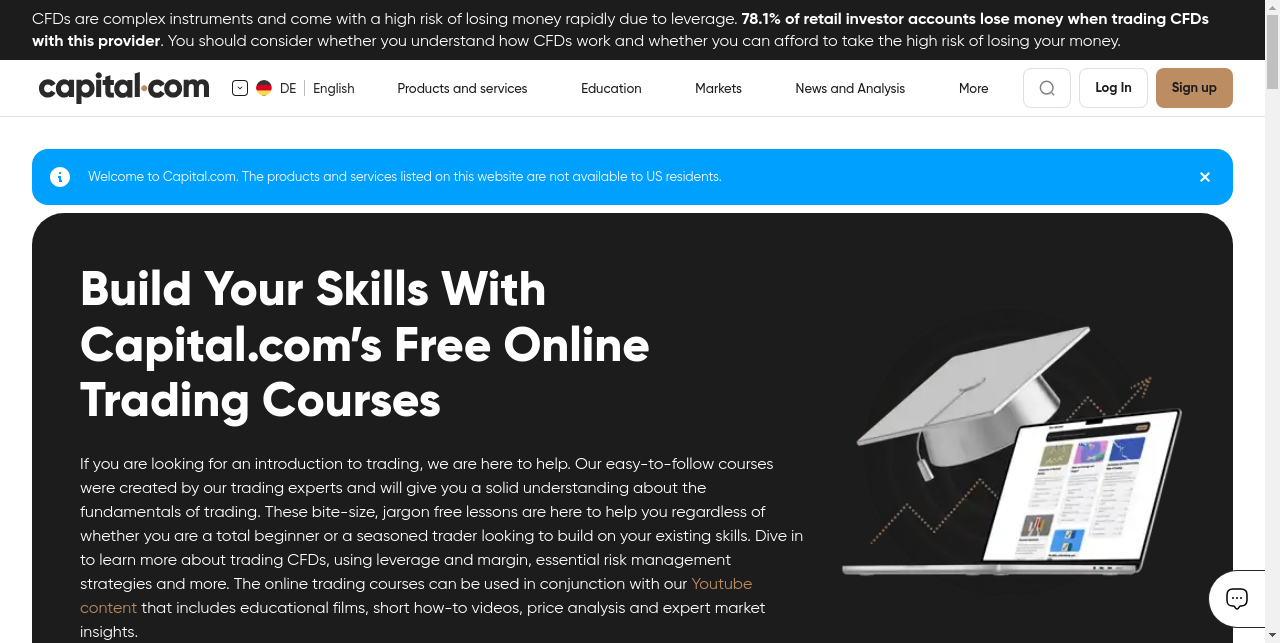 CFDs are complex instruments and come with a high risk of losing money rapidly due to leverage. 78.1% of retail investor accounts lose money when trading CFDs
with this provider. You should consider whether you understand how CFDs work and whether you can afford to take the high risk of losing your money.
capital.com DE English Products and services Education Markets News and Analysis More Log In Sign up
Welcome to Capital.com. The products and services listed on this website are not available to US residents.
Build Your Skills With
Capital.com’s Free Online
Trading Courses
If you are looking for an introduction to trading, we are here to help. Our easy-to-follow courses
were created by our trading experts and will give you a solid understanding about the
fundamentals of trading. These bite-size, jargon free lessons are here to help you regardless of
whether you are a total beginner or a seasoned trader looking to build on your existing skills. Dive in
to learn more about trading CFDs, using leverage and margin, essential risk management
strategies and more. The online trading courses can be used in conjunction with our Youtube
content that includes educational films, short how-to videos, price analysis and expert market
insights.